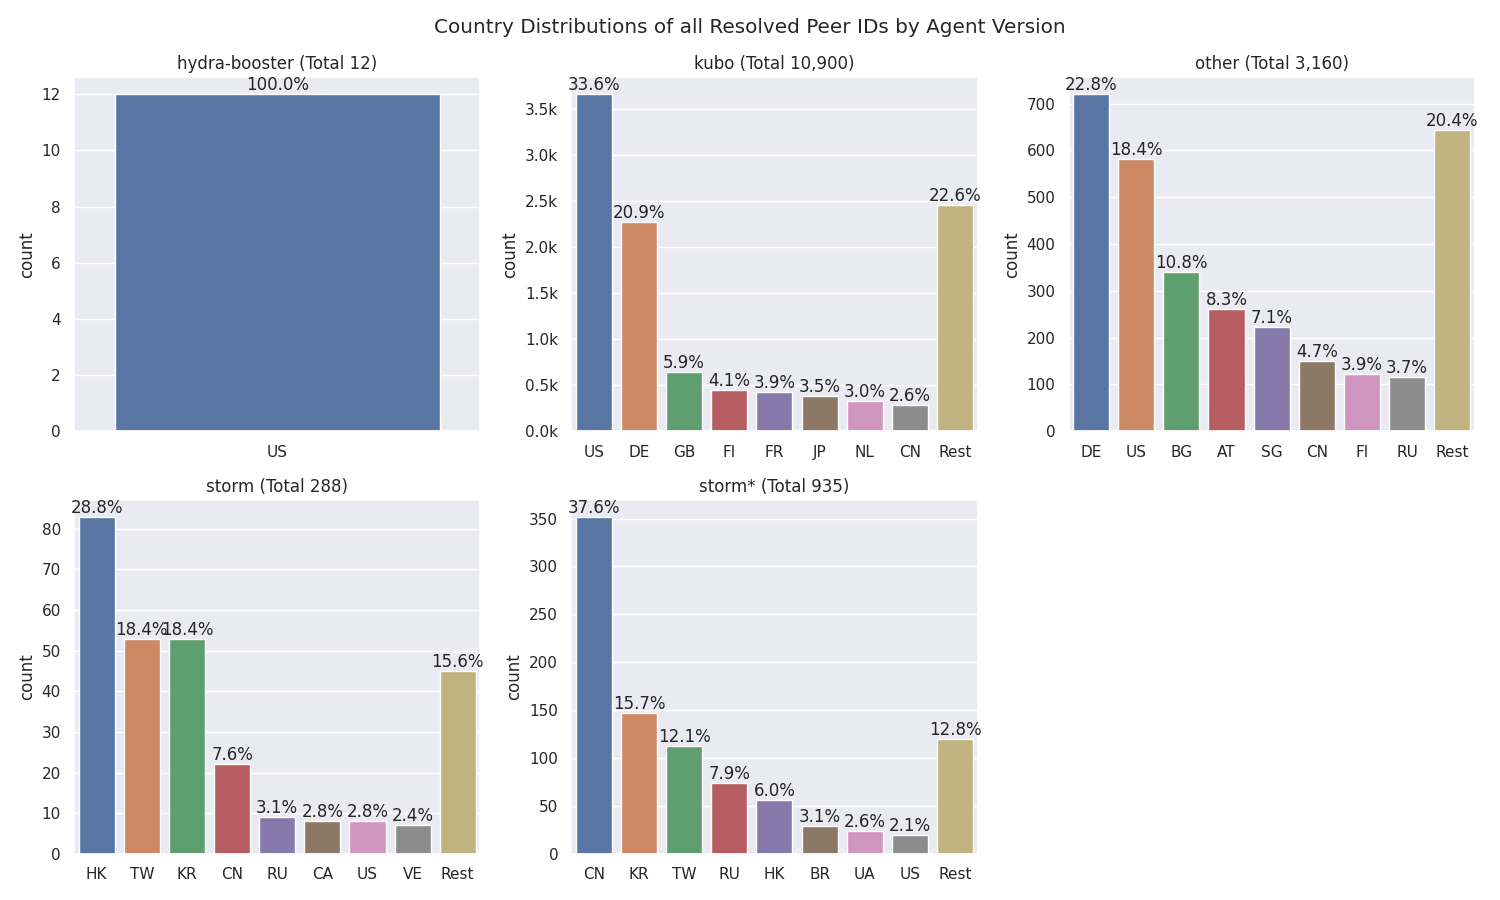 Country Distributions of all Resolved Peer IDs by Agent Version
hydra-booster (Total 12)
100.0%
12
10
8
6
4
2
0
count
US
kubo (Total 10,900)
33.6%
20.9%
5.9%
4.1%
3.9%
3.5%
3.0%
2.6%
22.6%
3.5k
3.0k
2.5k
2.0k
1.5k
1.0k
0.5k
0.0k
count
US DE GB FI FR JP NL CN Rest
other (Total 3,160)
22.8%
18.4%
10.8%
8.3%
7.1%
4.7%
3.9%
3.7%
20.4%
700
600
500
400
300
200
100
0
count
DE US BG AT SG CN FI RU Rest
storm (Total 288)
28.8%
18.4%
18.4%
7.6%
3.1%
2.8%
2.8%
2.4%
15.6%
80
70
60
50
40
30
20
10
0
count
HK TW KR CN RU CA US VE Rest
storm* (Total 935)
37.6%
15.7%
12.1%
7.9%
6.0%
3.1%
2.6%
2.1%
12.8%
350
300
250
200
150
100
50
0
count
CN KR TW RU HK BR UA US Rest